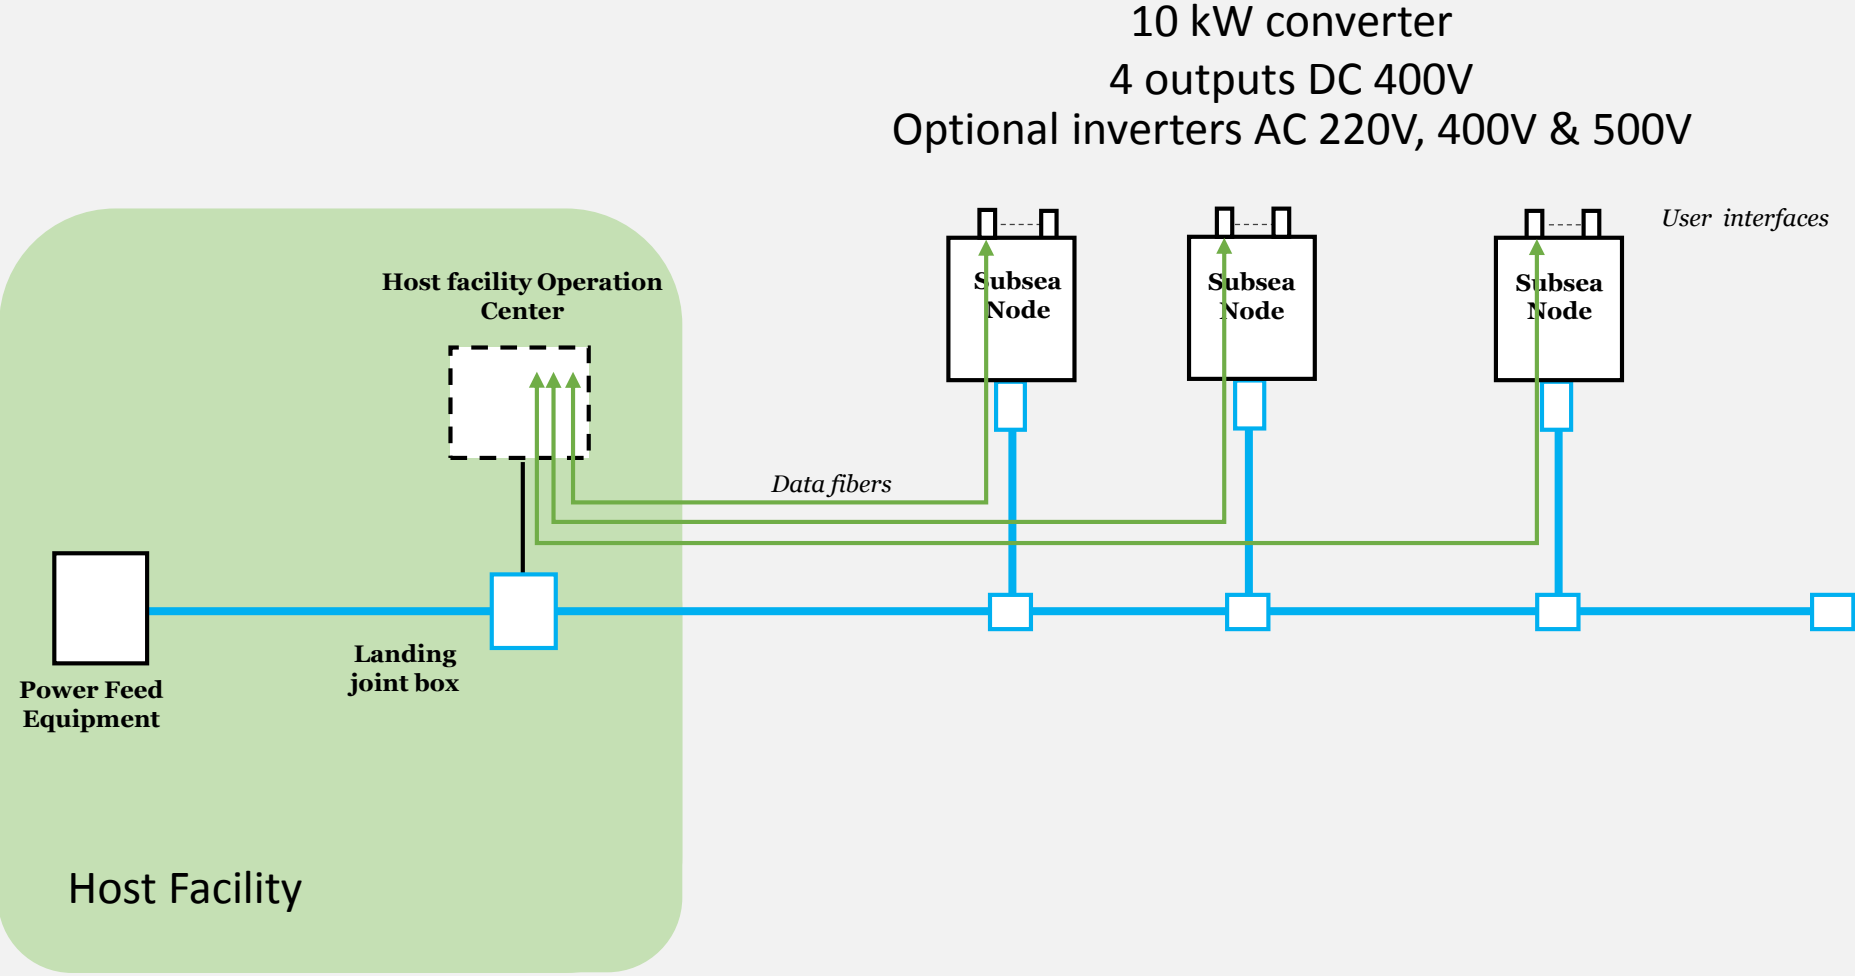 10 kW converter
4 outputs DC 400V
Optional inverters AC 220V, 400V & 500V
User interfaces
Host facility Operation
Center
Subsea
Node
Subsea
Node
Subsea
Node
Data fibers
Landing
joint box
Power Feed
Equipment
Host Facility